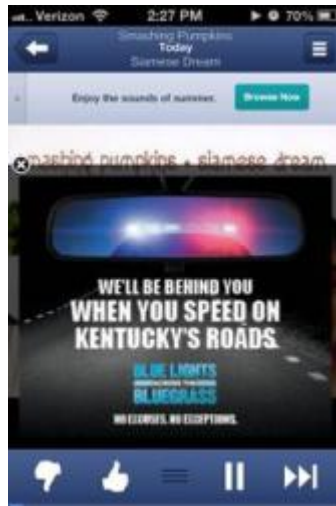 Verizon 2:27 PM 70%
Smashing Pumpkins
Today
Siamese Dream
Enjoy the sounds of summer. Browse Now
mashing pumpkins • siamese dream
WE'LL BE BEHIND YOU
WHEN YOU SPEED ON
KENTUCKY'S ROADS.
BLUE LIGHTS
BLUEGRASS
NO EXCUSES. NO EXCEPTIONS.